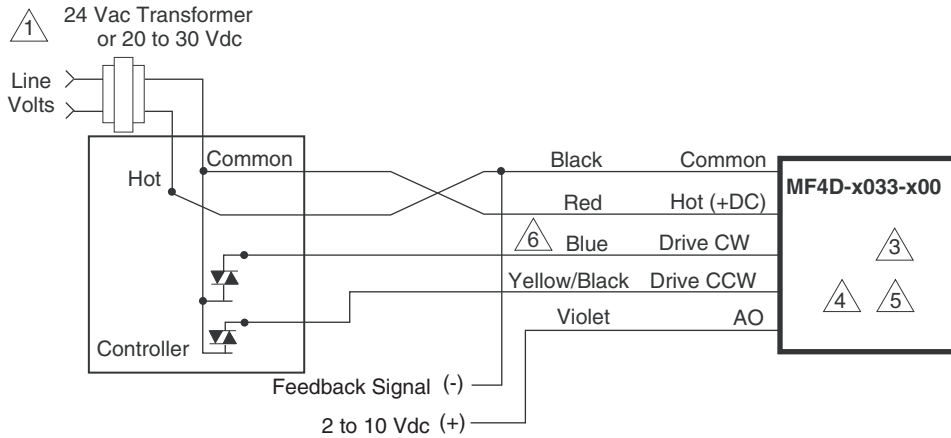 1
24 Vac Transformer
or 20 to 30 Vdc
Line
Volts
Common
Hot
Controller
Black
Common
Red
Hot (+DC)
6
Blue
Drive CW
Yellow/Black
Drive CCW
Violet
AO
MF4D-x033-x00
3
4
5
Feedback Signal (-)
2 to 10 Vdc (+)